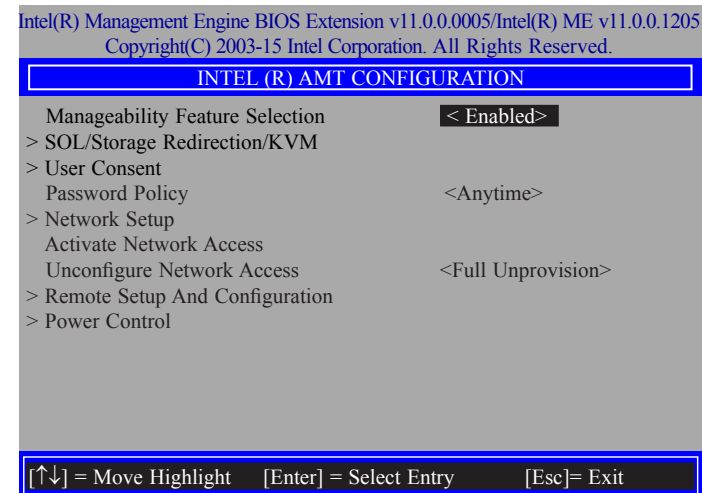 Intel(R) Management Engine BIOS Extension v11.0.0.0005/Intel(R) ME v11.0.0.1205
Copyright(C) 2003-15 Intel Corporation. All Rights Reserved.
INTEL (R) AMT CONFIGURATION
Manageability Feature Selection < Enabled>
> SOL/Storage Redirection/KVM
> User Consent
Password Policy <Anytime>
> Network Setup
Activate Network Access
Unconfigure Network Access <Full Unprovision>
> Remote Setup And Configuration
> Power Control
[↑↓] = Move Highlight [Enter] = Select Entry [Esc]= Exit